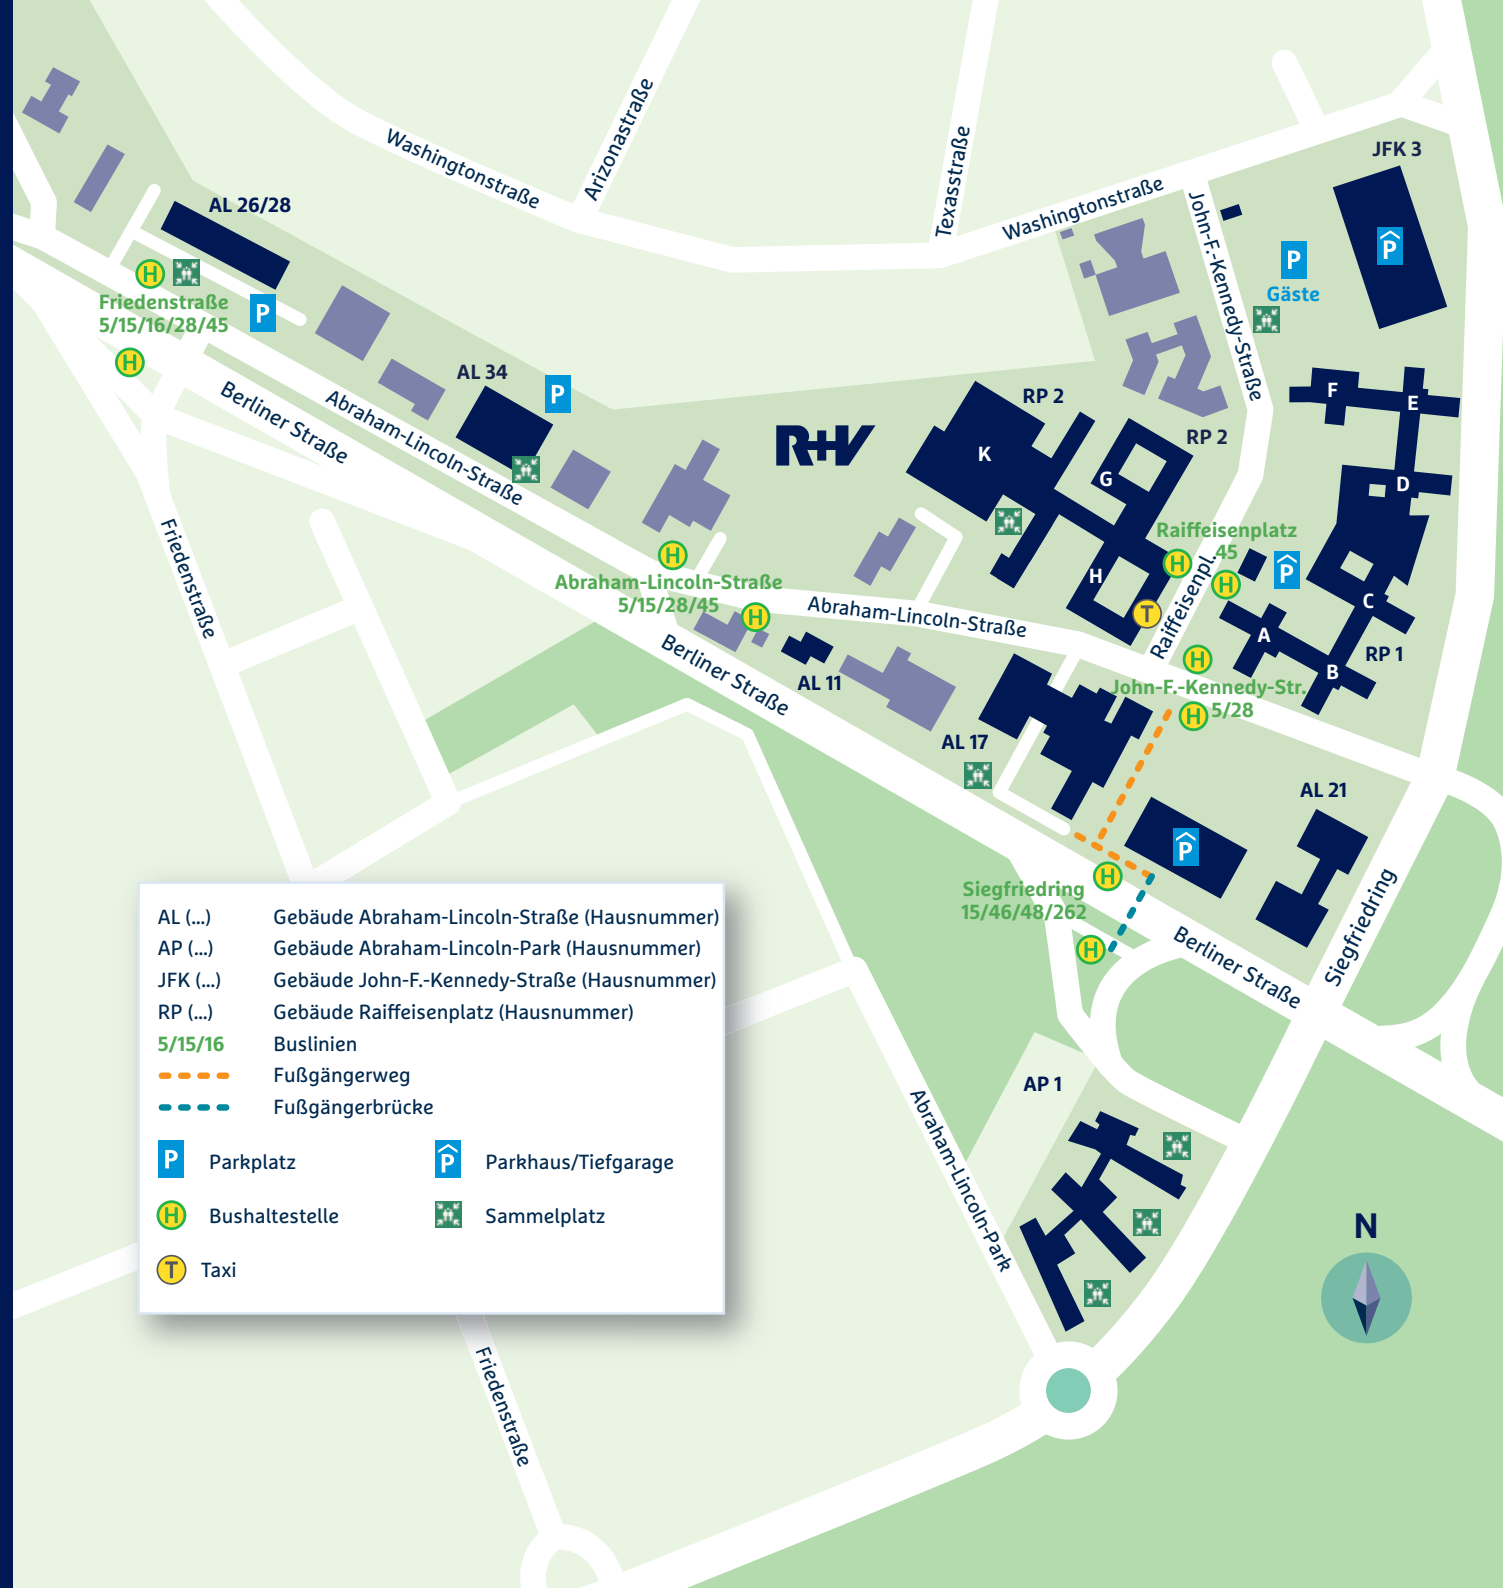 JFK 3
Washingtonstraße
Arizonastraße
Texasstraße
Washingtonstraße
John-F.-Kennedy-Straße
AL 26/28
P
P
Gäste
H
Friedenstraße
5/15/16/28/45
P
H
Berliner Straße
Abraham-Lincoln-Straße
AL 34
P
R+V
RP 2
K
RP 2
G
F
E
D
Raiffeisenplatz
45
H
H
P
H
T
Raiffeisenpl.
A
C
B
RP 1
Friedenstraße
H
Abraham-Lincoln-Straße
5/15/28/45
H
Abraham-Lincoln-Straße
Berliner Straße
AL 11
H
John-F.-Kennedy-Str.
H
5/28
AL 17
AL 21
P
Siegfriedring
15/46/48/262
H
H
Berliner Straße
Siegfriedring
AL (...) Gebäude Abraham-Lincoln-Straße (Hausnummer)
AP (...) Gebäude Abraham-Lincoln-Park (Hausnummer)
JFK (...) Gebäude John-F.-Kennedy-Straße (Hausnummer)
RP (...) Gebäude Raiffeisenplatz (Hausnummer)
5/15/16 Buslinien
Fußgängerweg
Fußgängerbrücke
P Parkplatz P Parkhaus/Tiefgarage
H Bushaltestelle Sammelplatz
T Taxi
AP 1
Abraham-Lincoln-Park
N
Friedenstraße